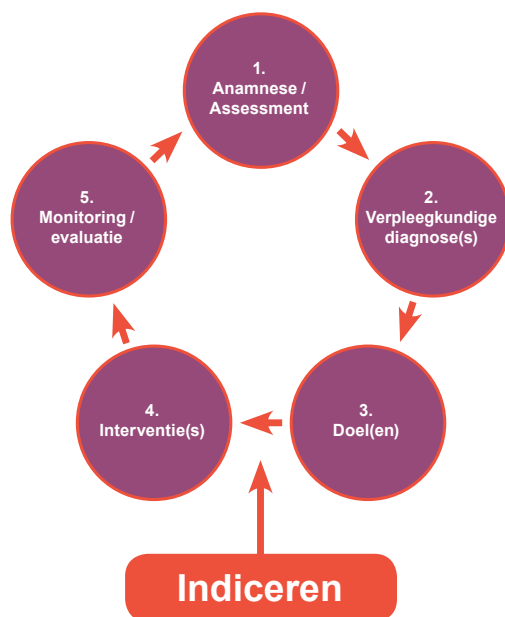 1.
Anamnese /
Assessment
2.
Verpleegkundige
diagnose(s)
3.
Doel(en)
4.
Interventie(s)
5.
Monitoring /
evaluatie
Indiceren